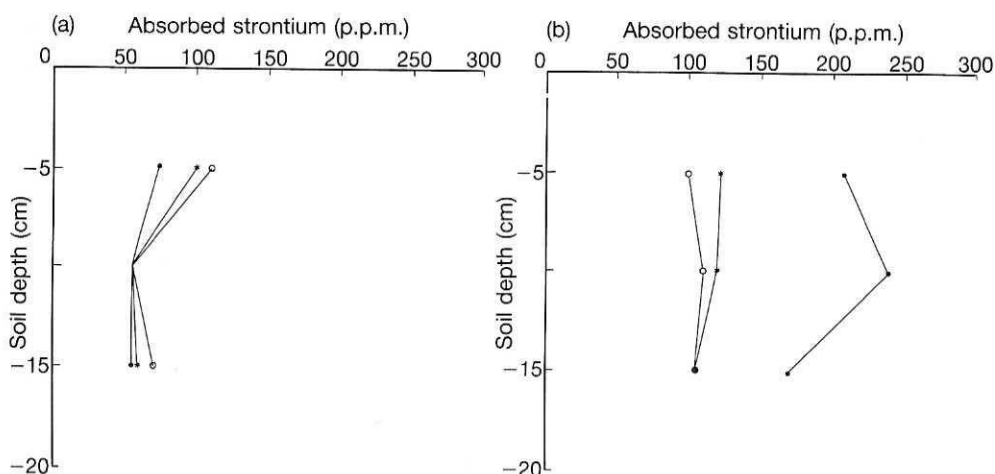 (a) Absorbed strontium (p.p.m.)
0 50 100 150 200 250 300
0
−5
−15
−20
Soil depth (cm)
(b) Absorbed strontium (p.p.m.)
0 50 100 150 200 250 300
−5
−15
−20
Soil depth (cm)